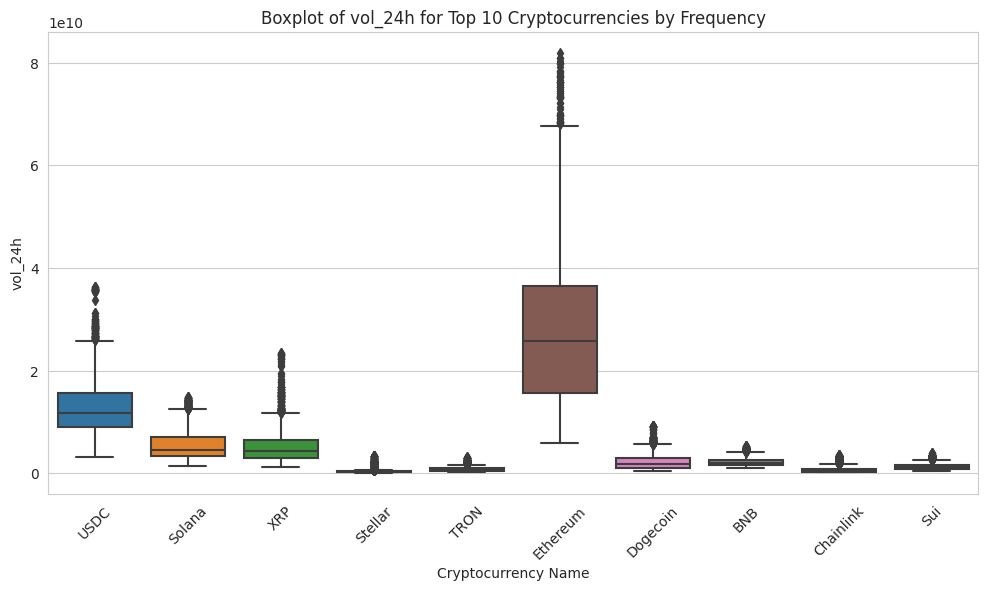 Boxplot of vol_24h for Top 10 Cryptocurrencies by Frequency
1e10
8
6
4
2
0
vol_24h
USDC
Solana
XRP
Stellar
TRON
Ethereum
Dogecoin
BNB
Chainlink
Sui
Cryptocurrency Name